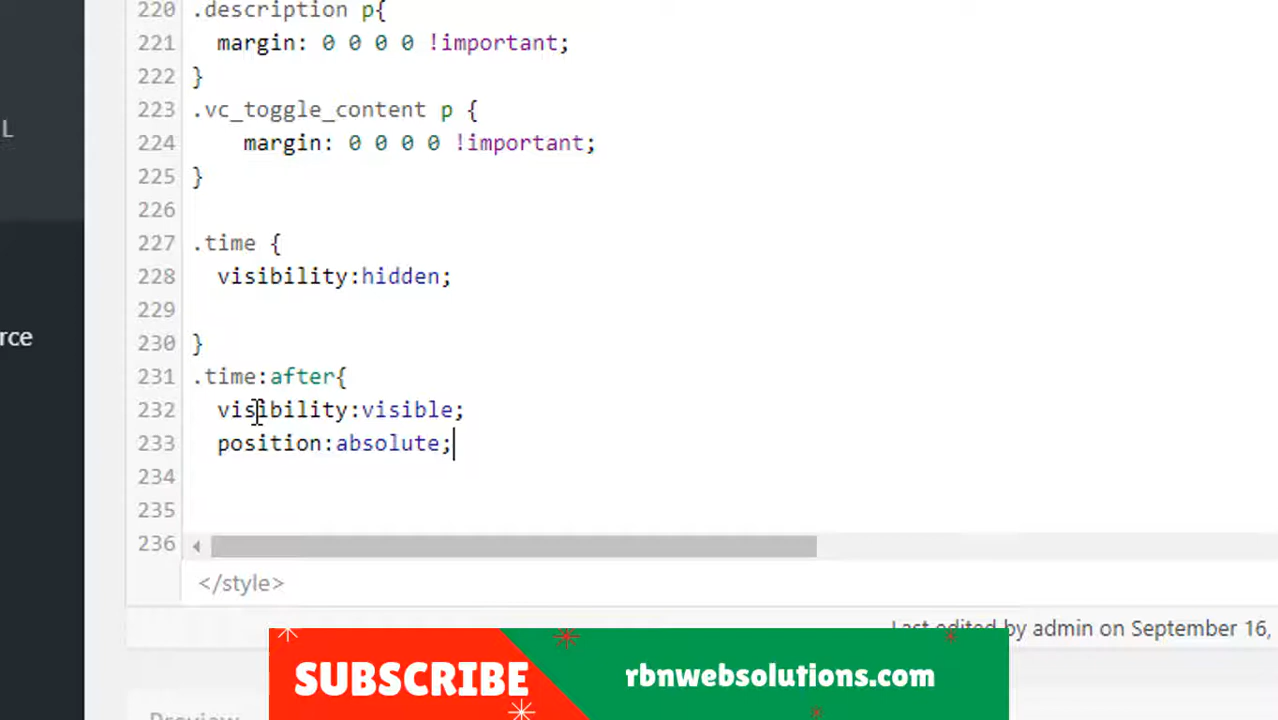 220 .description p{
221 margin: 0 0 0 0 !important;
222 }
223 .vc_toggle_content p {
L
224 margin: 0 0 0 0 !important;
225 }
226
227 .time {
228 visibility:hidden;
229
rce
230 }
231 .time:after{
232 visibility:visible;
233 position:absolute;
234
235
236
</style>
Last edited by admin on September 16,
SUBSCRIBE
rbnwebsolutions.com
Preview